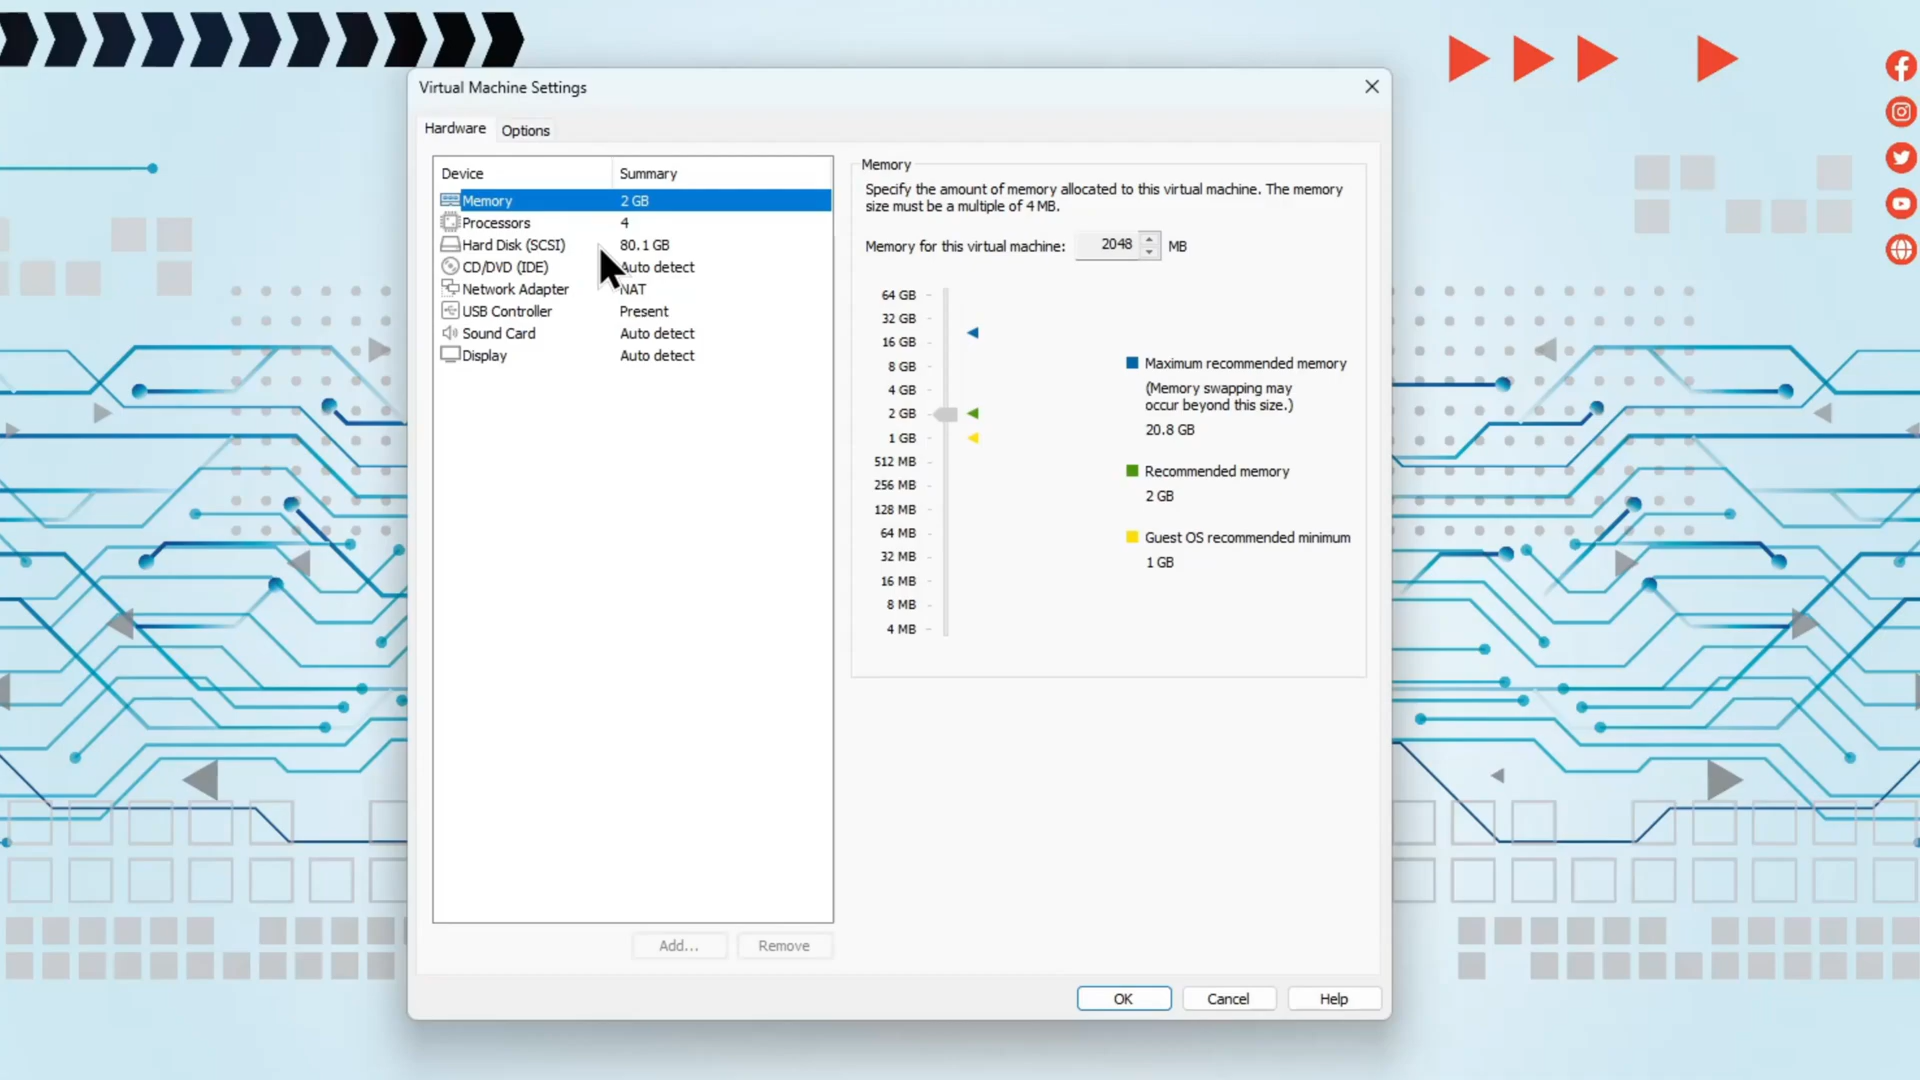 Virtual Machine Settings
Hardware
Options
Device Summary
Memory 2 GB
Processors 4
Hard Disk (SCSI) 80.1 GB
CD/DVD (IDE) Auto detect
Network Adapter NAT
USB Controller Present
Sound Card Auto detect
Display Auto detect
Add...
Remove
Memory
Specify the amount of memory allocated to this virtual machine. The memory
size must be a multiple of 4 MB.
Memory for this virtual machine: 2048 MB
64 GB
32 GB
16 GB
8 GB
4 GB
2 GB
1 GB
512 MB
256 MB
128 MB
64 MB
32 MB
16 MB
8 MB
4 MB
Maximum recommended memory
(Memory swapping may
occur beyond this size.)
20.8 GB
Recommended memory
2 GB
Guest OS recommended minimum
1 GB
OK
Cancel
Help